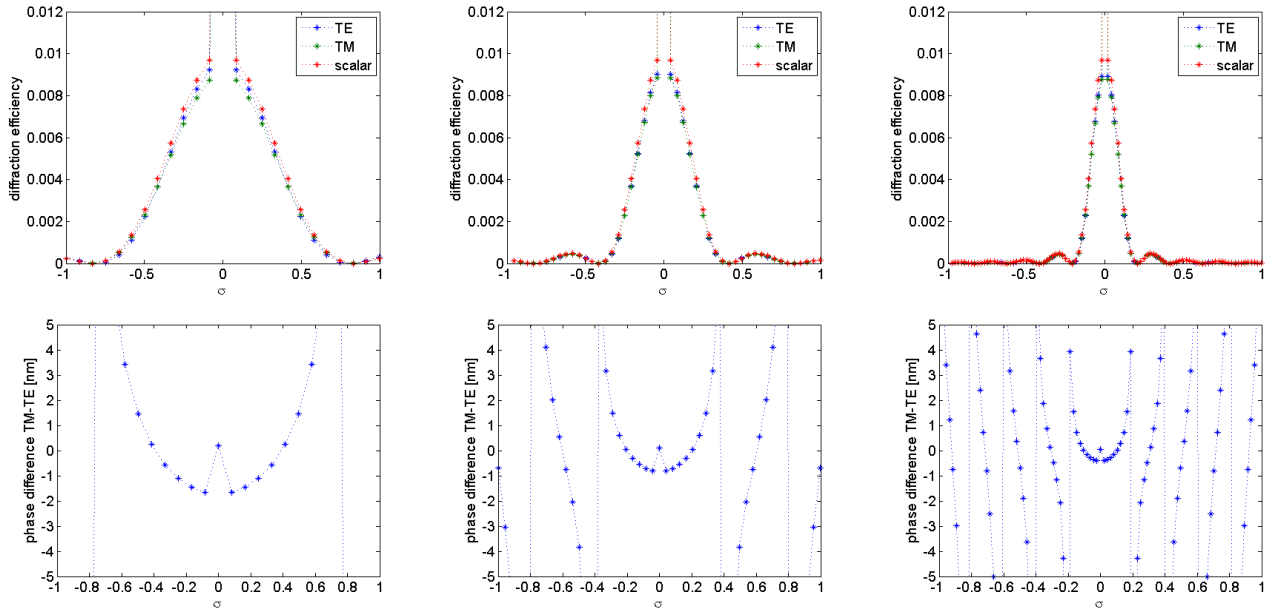 0.012
0.01
0.008
0.006
0.004
0.002
0
diffraction efficiency
-1
-0.5
0
0.5
1
σ
TE
TM
scalar
0.012
0.01
0.008
0.006
0.004
0.002
0
diffraction efficiency
-1
-0.5
0
0.5
1
σ
TE
TM
scalar
0.012
0.01
0.008
0.006
0.004
0.002
0
diffraction efficiency
-1
-0.5
0
0.5
1
σ
TE
TM
scalar
5
4
3
2
1
0
-1
-2
-3
-4
-5
phase difference TM-TE [nm]
-1 -0.8 -0.6 -0.4 -0.2 0 0.2 0.4 0.6 0.8 1
σ
5
4
3
2
1
0
-1
-2
-3
-4
-5
phase difference TM-TE [nm]
-1 -0.8 -0.6 -0.4 -0.2 0 0.2 0.4 0.6 0.8 1
σ
5
4
3
2
1
0
-1
-2
-3
-4
-5
phase difference TM-TE [nm]
-1 -0.8 -0.6 -0.4 -0.2 0 0.2 0.4 0.6 0.8 1
σ